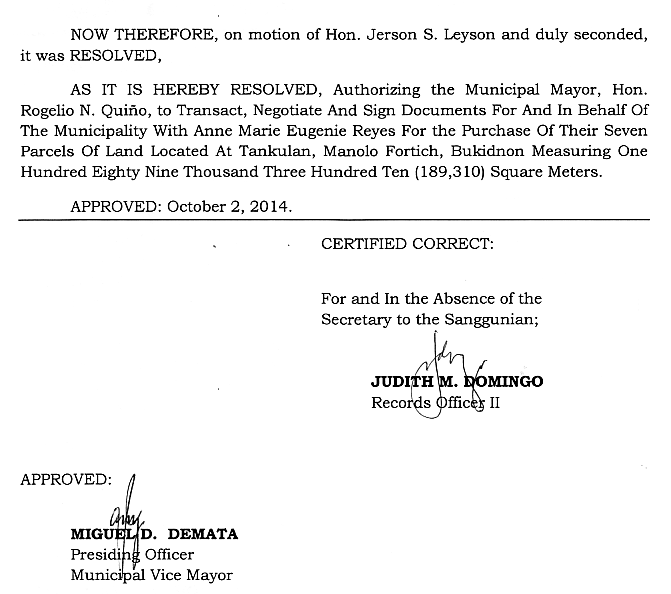 NOW THEREFORE, on motion of Hon. Jerson S. Leyson and duly seconded,
it was RESOLVED,
AS IT IS HEREBY RESOLVED, Authorizing the Municipal Mayor, Hon.
Rogelio N. Quiño, to Transact, Negotiate And Sign Documents For And In Behalf Of
The Municipality With Anne Marie Eugenie Reyes For the Purchase Of Their Seven
Parcels Of Land Located At Tankulan, Manolo Fortich, Bukidnon Measuring One
Hundred Eighty Nine Thousand Three Hundred Ten (189,310) Square Meters.
APPROVED: October 2, 2014.
CERTIFIED CORRECT:
For and In the Absence of the
Secretary to the Sanggunian;
JUDITH M. DOMINGO
Records Officer II
APPROVED:
MIGUEL D. DEMATA
Presiding Officer
Municipal Vice Mayor